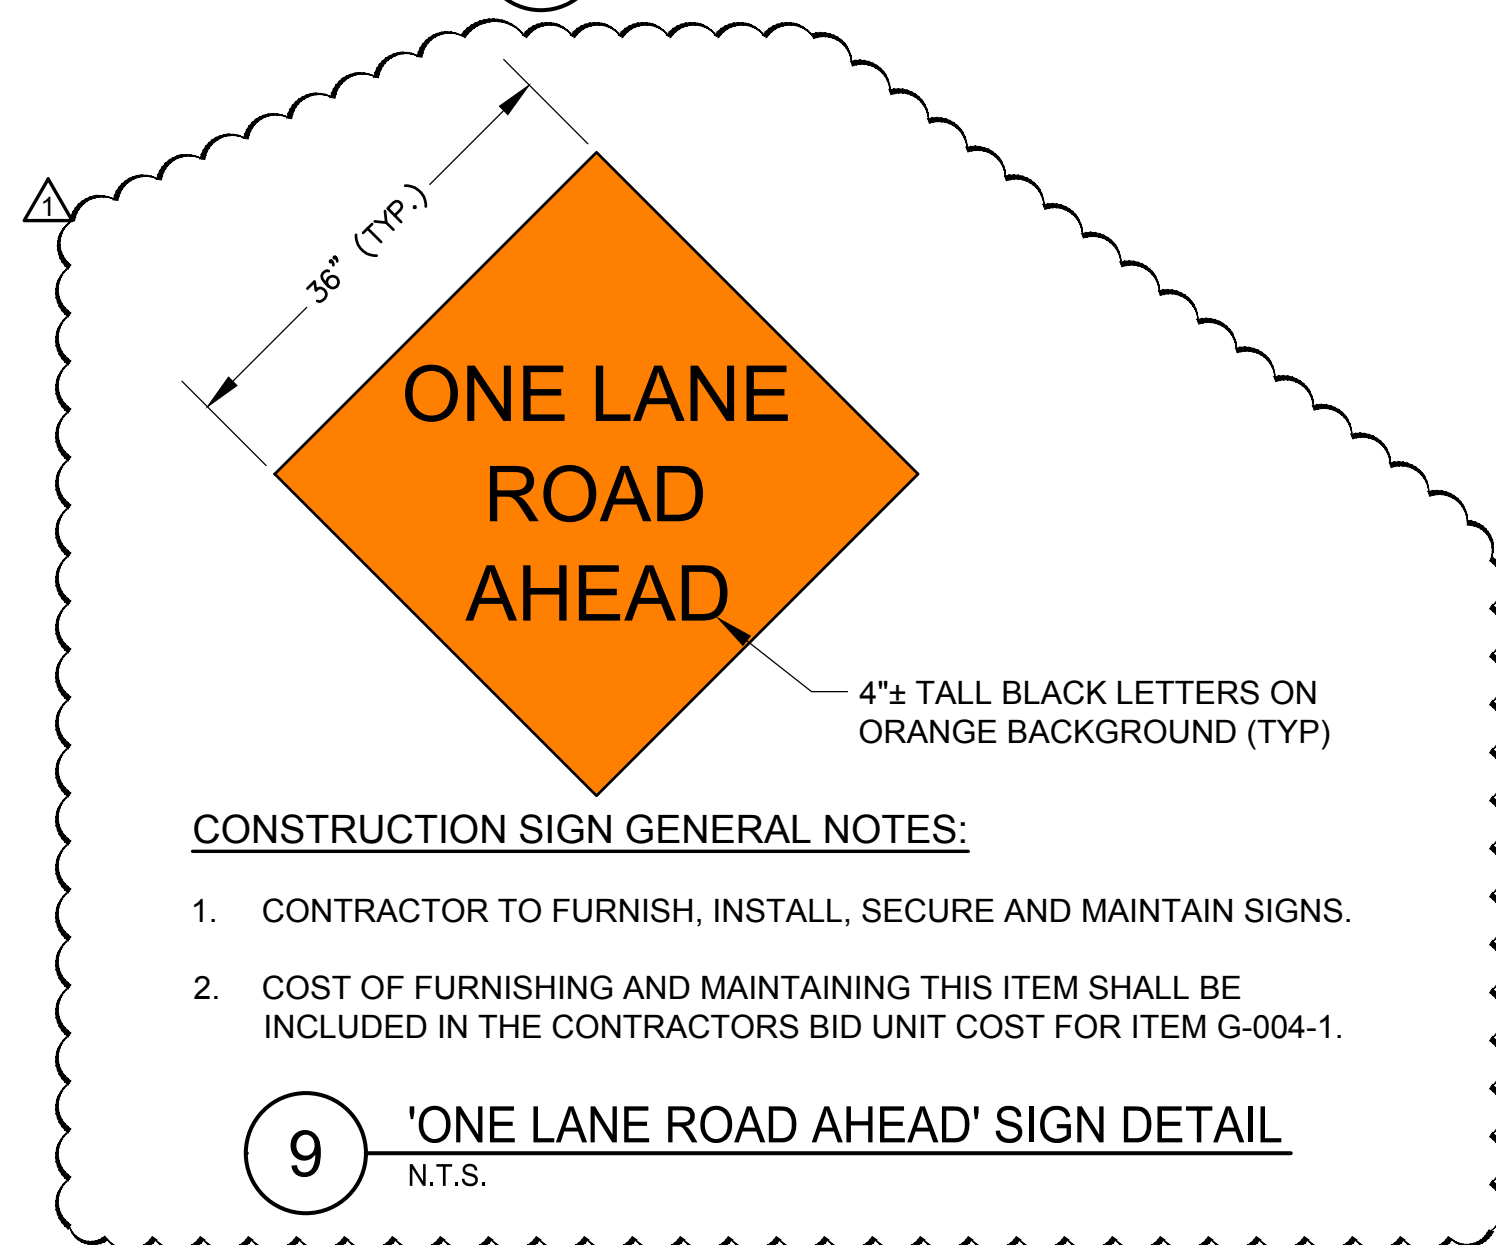 1
36" (TYP.)
ONE LANE
ROAD
AHEAD
4"± TALL BLACK LETTERS ON
ORANGE BACKGROUND (TYP)
CONSTRUCTION SIGN GENERAL NOTES:
1. CONTRACTOR TO FURNISH, INSTALL, SECURE AND MAINTAIN SIGNS.
2. COST OF FURNISHING AND MAINTAINING THIS ITEM SHALL BE
INCLUDED IN THE CONTRACTORS BID UNIT COST FOR ITEM G-004-1.
9
'ONE LANE ROAD AHEAD' SIGN DETAIL
N.T.S.